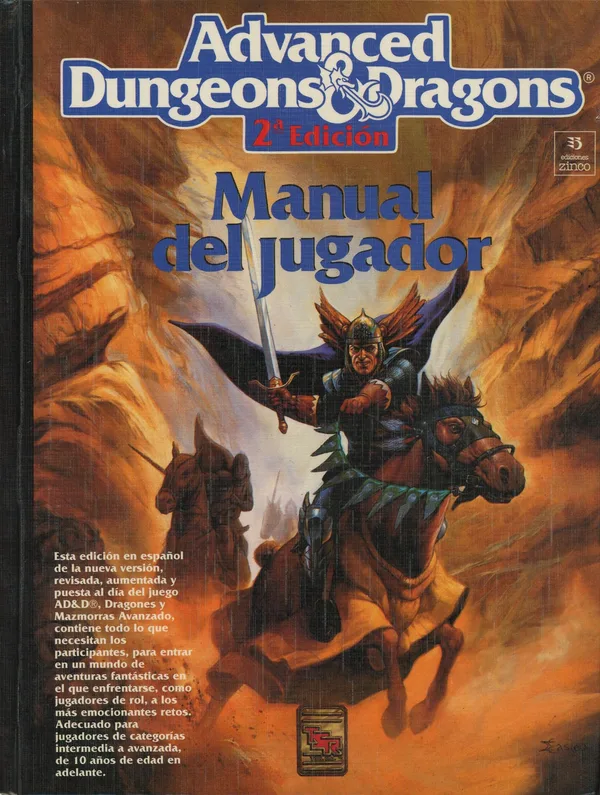 Advanced
Dungeons & Dragons®
2ª Edición
3
ediciones
zinco
Manual
del jugador
Esta edición en español
de la nueva versión,
revisada, aumentada y
puesta al día del juego
AD&D®, Dragones y
Mazmorras Avanzado,
contiene todo lo que
necesitan los
participantes, para entrar
en un mundo de
aventuras fantásticas en
el que enfrentarse, como
jugadores de rol, a los
más emocionantes retos.
Adecuado para
jugadores de categorías
intermedia a avanzada,
de 10 años de edad en
adelante.
TSR